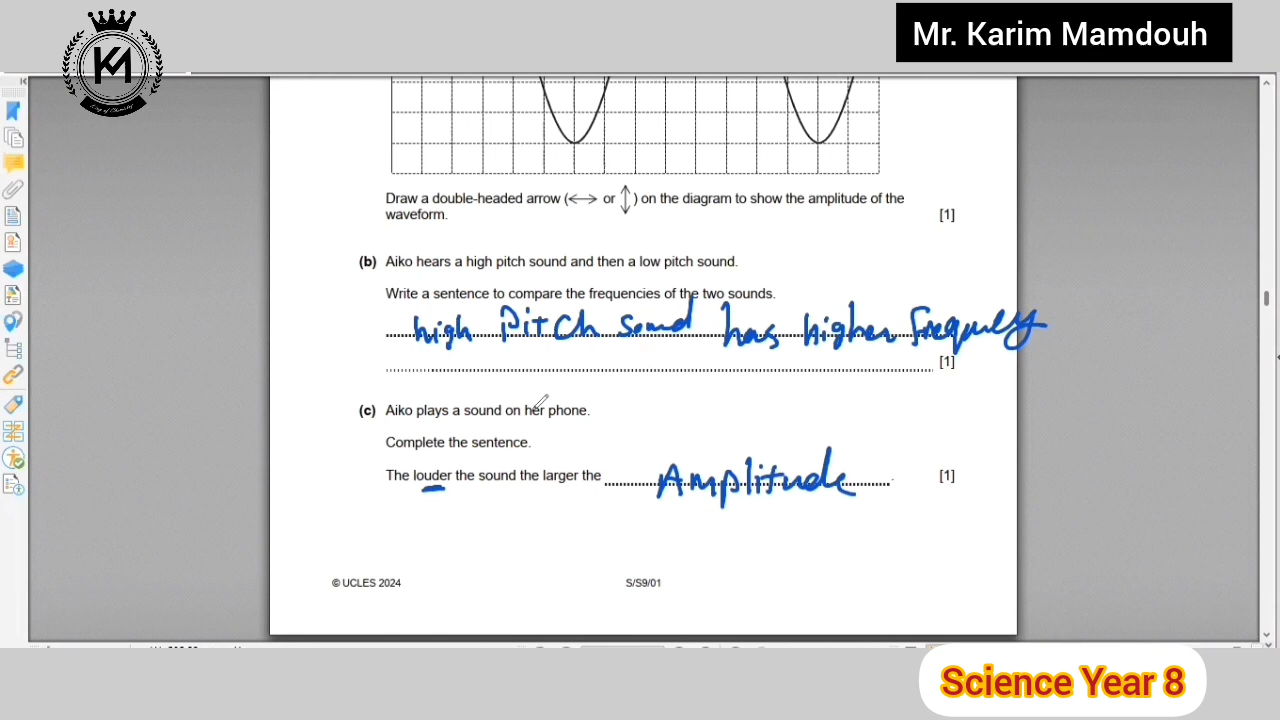 Mr. Karim Mamdouh
KM
Draw a double-headed arrow (↔ or ↕) on the diagram to show the amplitude of the
waveform. [1]
(b) Aiko hears a high pitch sound and then a low pitch sound.
Write a sentence to compare the frequencies of the two sounds.
high Pitch sound has higher frequency
[1]
(c) Aiko plays a sound on her phone.
Complete the sentence.
The louder the sound the larger the Amplitude. [1]
© UCLES 2024 S/S9/01
Science Year 8